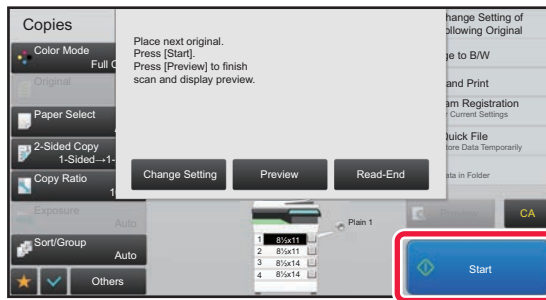 Copies
Color Mode
Full
Original
Paper Select
2-Sided Copy
1-Sided→1-
Copy Ratio
Exposure
Auto
Sort/Group
Auto
Others
Place next original.
Press [Start].
Press [Preview] to finish
scan and display preview.
Change Setting
Preview
Read-End
Plain 1
1 8½x11
2 8½x11
3 8½x14
4 8½x14
hange Setting of
ollowing Original
ge to B/W
and Print
am Registration
Current Settings
Quick File
ore Data Temporarily
ata in Folder
CA
Start